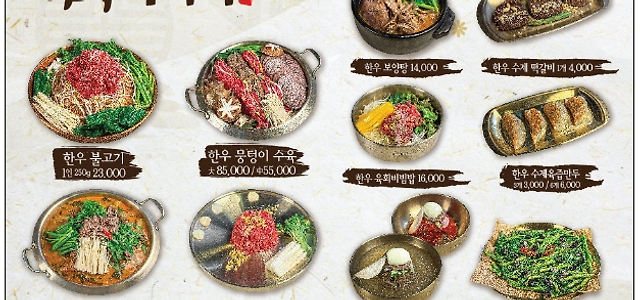 한우 보양탕 14,000
한우 수제 떡갈비 1개 4,000
한우 불고기
1인 250g 23,000
한우 뭉텅이 수육
大 85,000 / 中 55,000
한우 육회비빔밥 16,000
한우 수제육즙만두
3개 3,000 / 6개 6,000